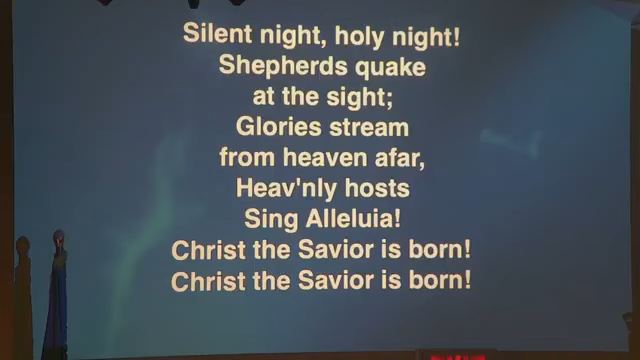 Silent night, holy night!
Shepherds quake
at the sight;
Glories stream
from heaven afar,
Heav'nly hosts
Sing Alleluia!
Christ the Savior is born!
Christ the Savior is born!